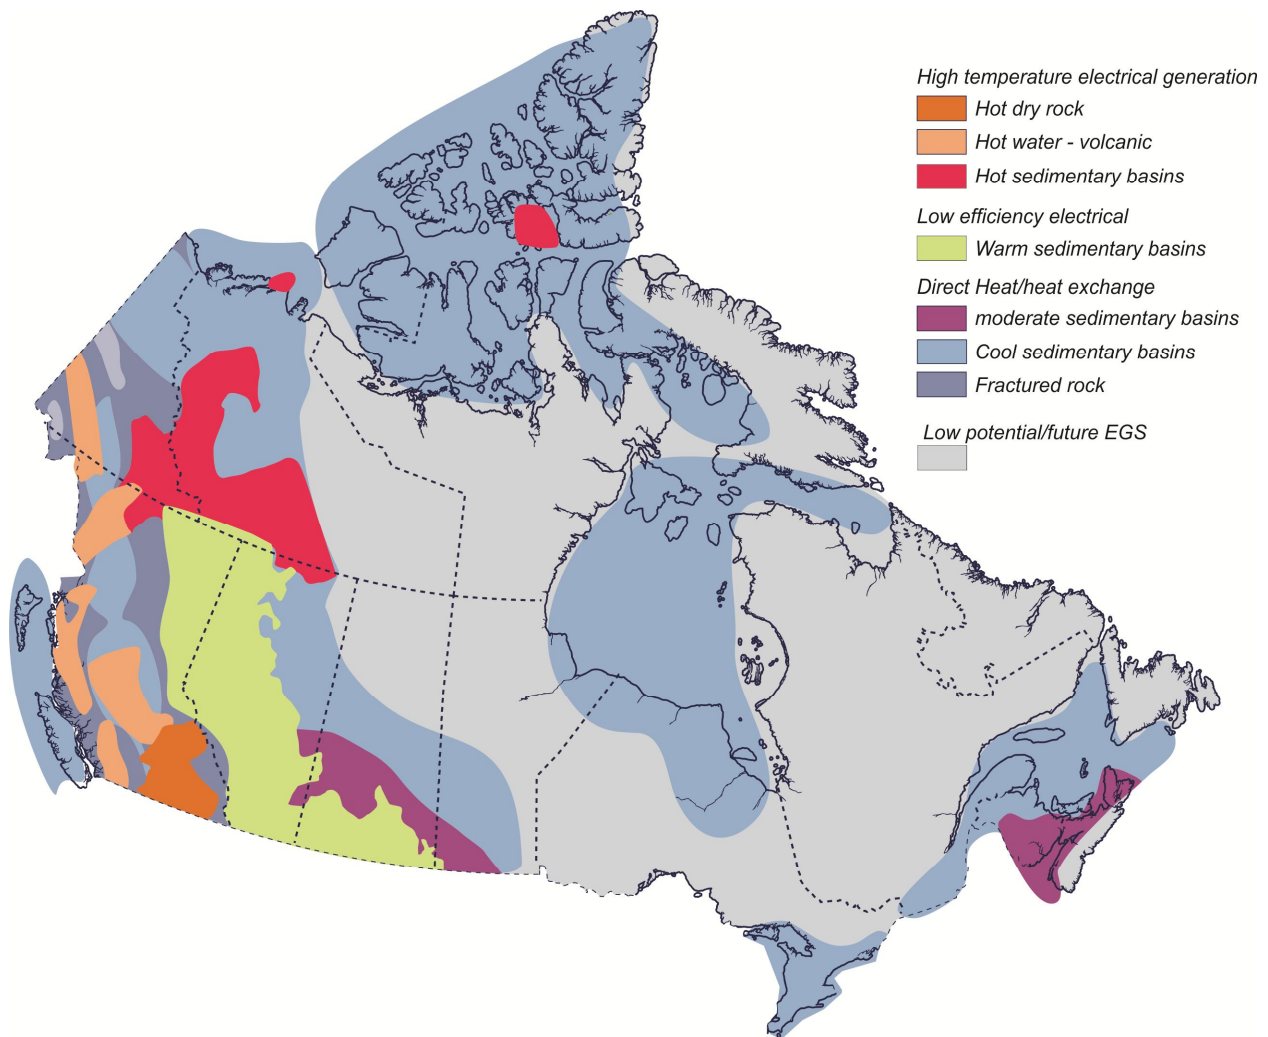 High temperature electrical generation
Hot dry rock
Hot water - volcanic
Hot sedimentary basins
Low efficiency electrical
Warm sedimentary basins
Direct Heat/heat exchange
moderate sedimentary basins
Cool sedimentary basins
Fractured rock
Low potential/future EGS